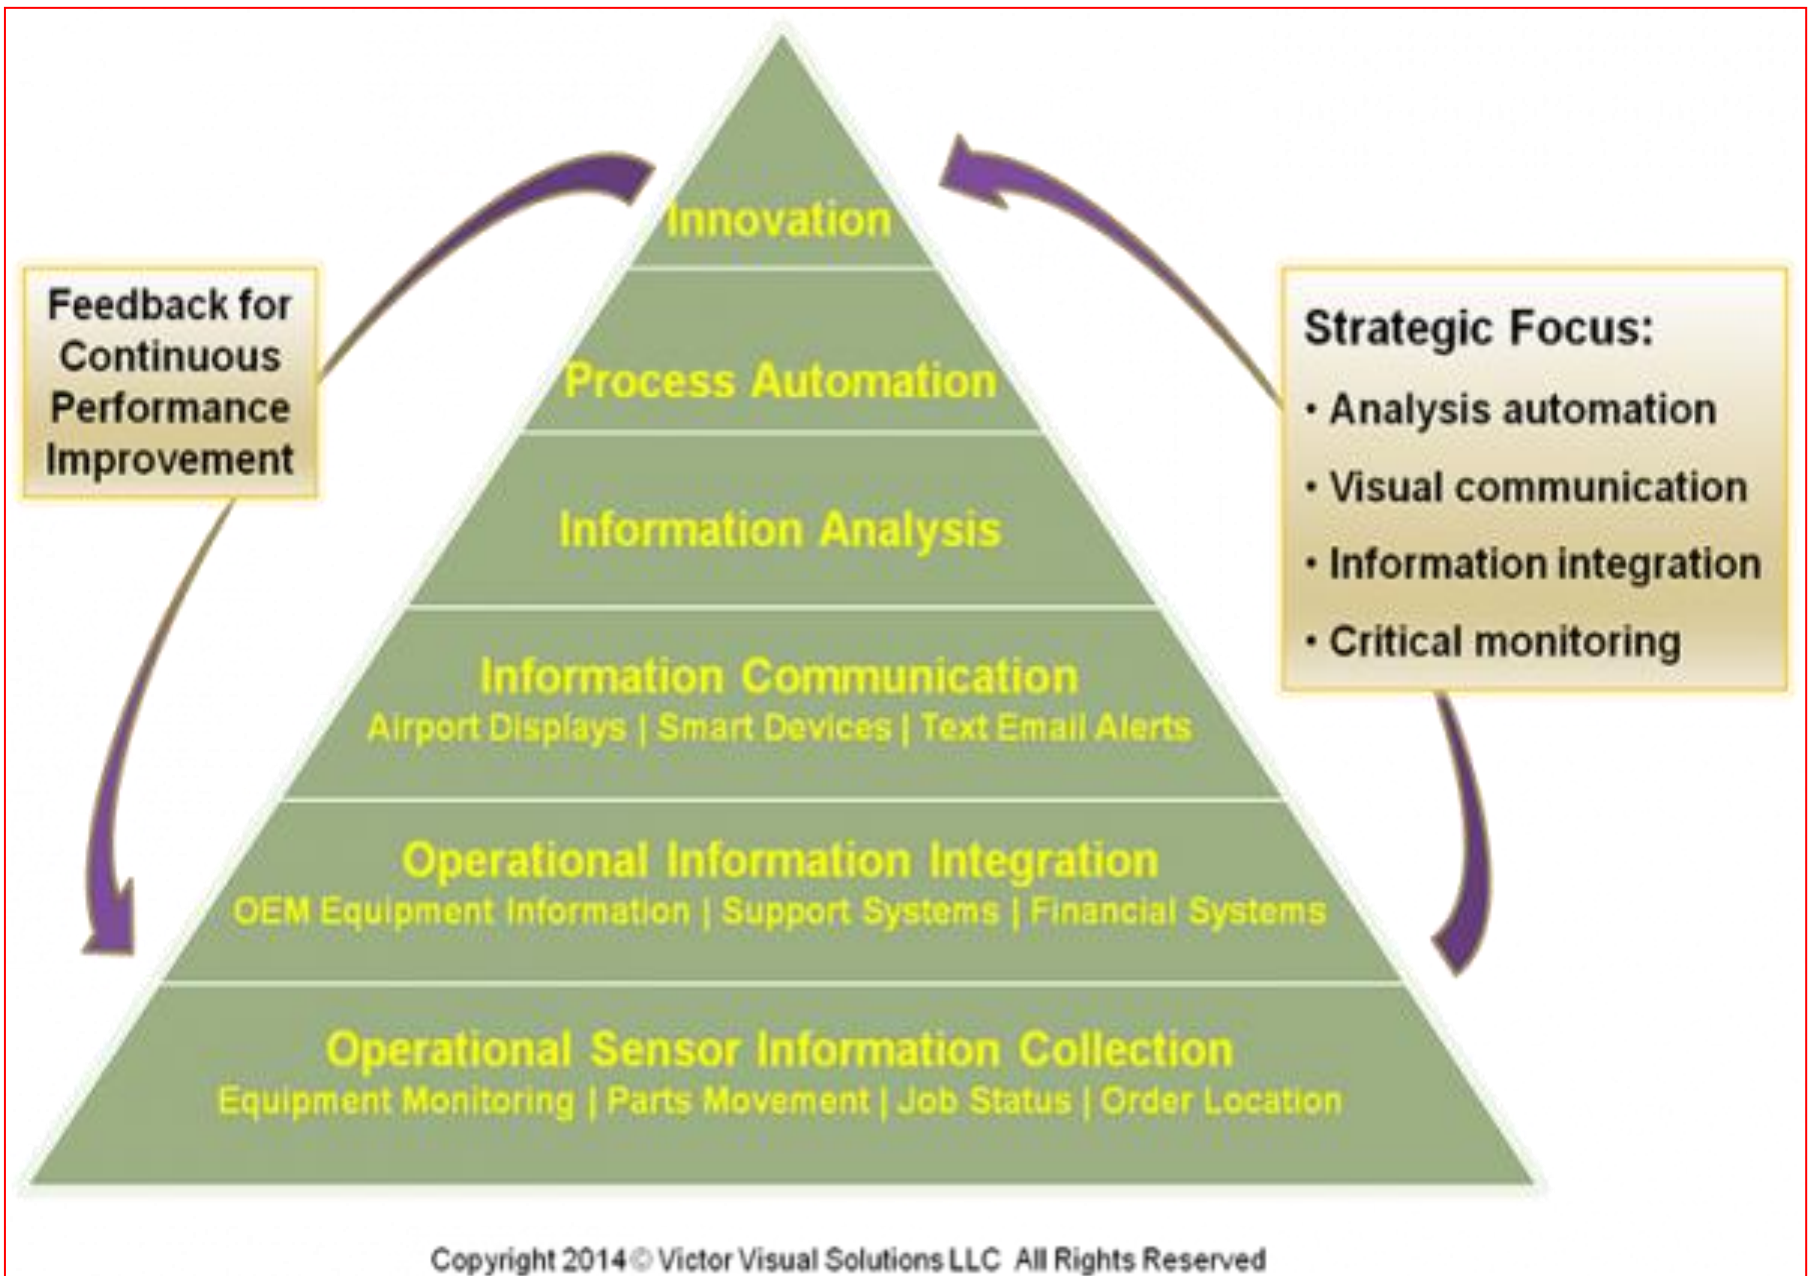 Innovation
Feedback for
Continuous
Performance
Improvement
Strategic Focus:
• Analysis automation
• Visual communication
• Information integration
• Critical monitoring
Process Automation
Information Analysis
Information Communication
Airport Displays | Smart Devices | Text Email Alerts
Operational Information Integration
OEM Equipment Information | Support Systems | Financial Systems
Operational Sensor Information Collection
Equipment Monitoring | Parts Movement | Job Status | Order Location
Copyright 2014 © Victor Visual Solutions LLC All Rights Reserved